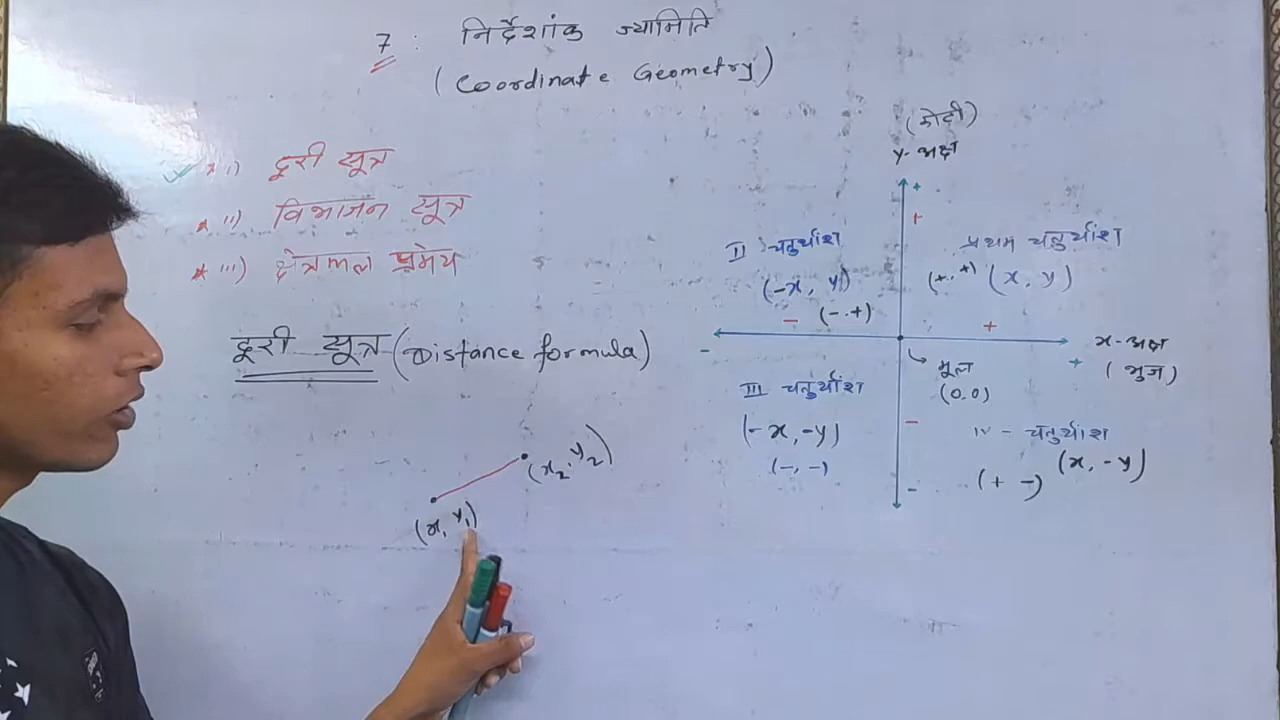 7 : निर्देशांक ज्यामिति
(Coordinate Geometry)
i) दूरी सूत्र
ii) विभाजन सूत्र
iii) क्षेत्रफल प्रमेय
दूरी सूत्र (Distance formula)
(x₂, y₂)
(x, y₁)
(कोटी)
y-अक्ष
+
+
II चतुर्थांश
(-x, y)
(-.+)
प्रथम चतुर्थांश
(+.+) (x, y)
-
+
-
x-अक्ष
+
(भुज)
मूल
(0.0)
III चतुर्थांश
(-x, -y)
(-, -)
-
IV - चतुर्थांश
(x, -y)
(+ -)
-